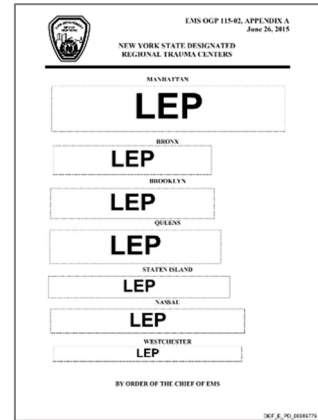 EMS OGP 115-02, APPENDIX A
June 26, 2015
NEW YORK STATE DESIGNATED
REGIONAL TRAUMA CENTERS
MANHATTAN
LEP
BRONX
LEP
BROOKLYN
LEP
QUEENS
LEP
STATEN ISLAND
LEP
NASSAU
LEP
WESTCHESTER
LEP
BY ORDER OF THE CHIEF OF EMS